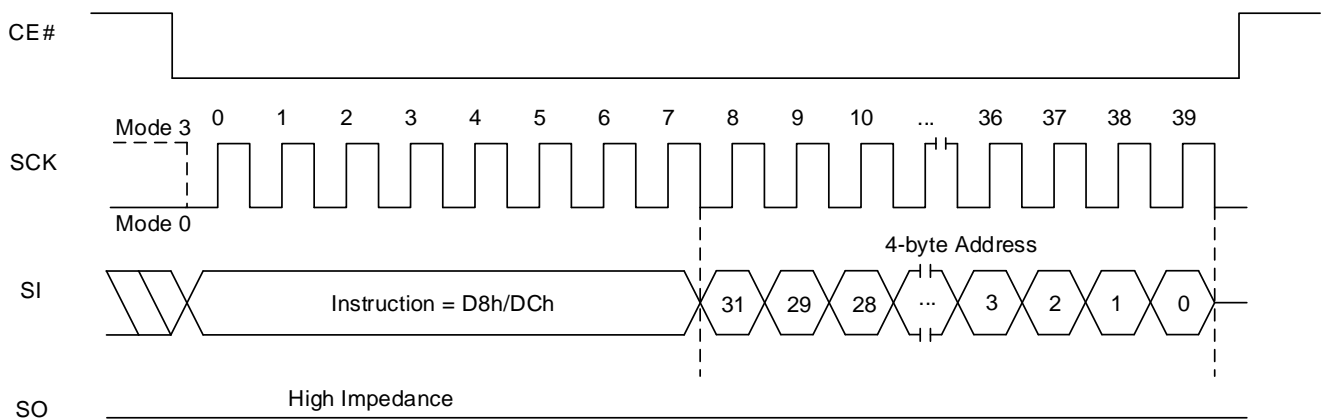 CE#
0 1 2 3 4 5 6 7 8 9 10 ... 36 37 38 39
Mode 3
SCK
Mode 0
4-byte Address
SI
Instruction = D8h/DCh 31 29 28 ... 3 2 1 0
High Impedance
SO